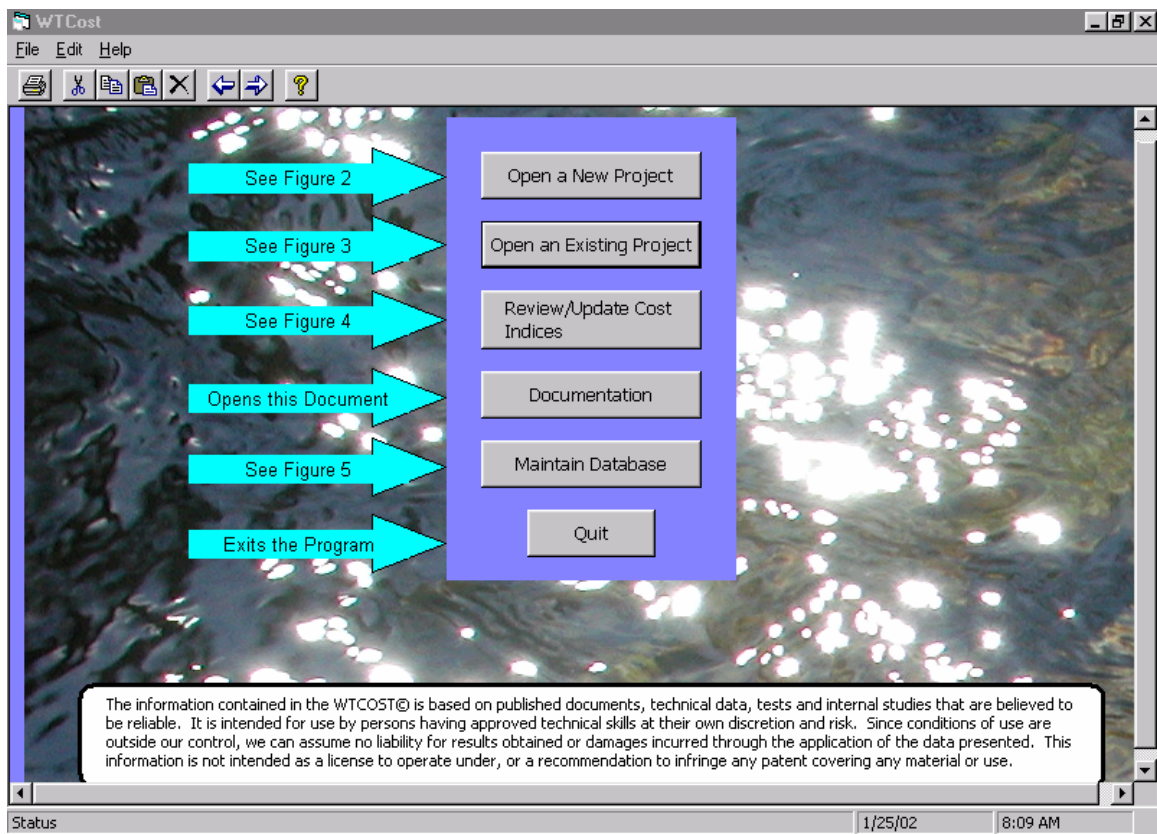 WTCost
File Edit Help
See Figure 2
Open a New Project
See Figure 3
Open an Existing Project
See Figure 4
Review/Update Cost
Indices
Opens this Document
Documentation
See Figure 5
Maintain Database
Exits the Program
Quit
The information contained in the WTCOST© is based on published documents, technical data, tests and internal studies that are believed to
be reliable. It is intended for use by persons having approved technical skills at their own discretion and risk. Since conditions of use are
outside our control, we can assume no liability for results obtained or damages incurred through the application of the data presented. This
information is not intended as a license to operate under, or a recommendation to infringe any patent covering any material or use.
Status 1/25/02 8:09 AM